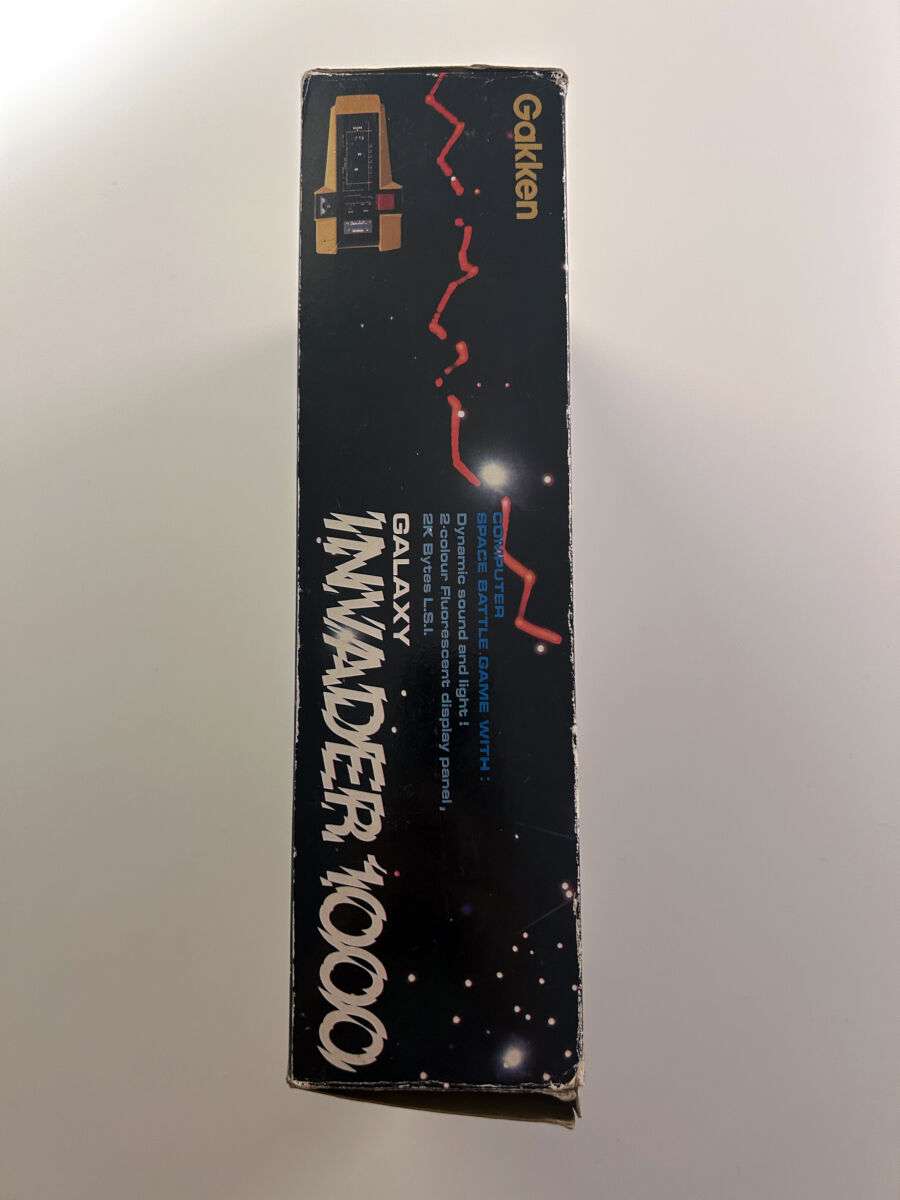 Gakken
COMPUTER
SPACE BATTLE GAME WITH :
Dynamic sound and light !
2-colour Fluorescent display panel,
2K Bytes L.S.I.
GALAXY
INVADER 1000